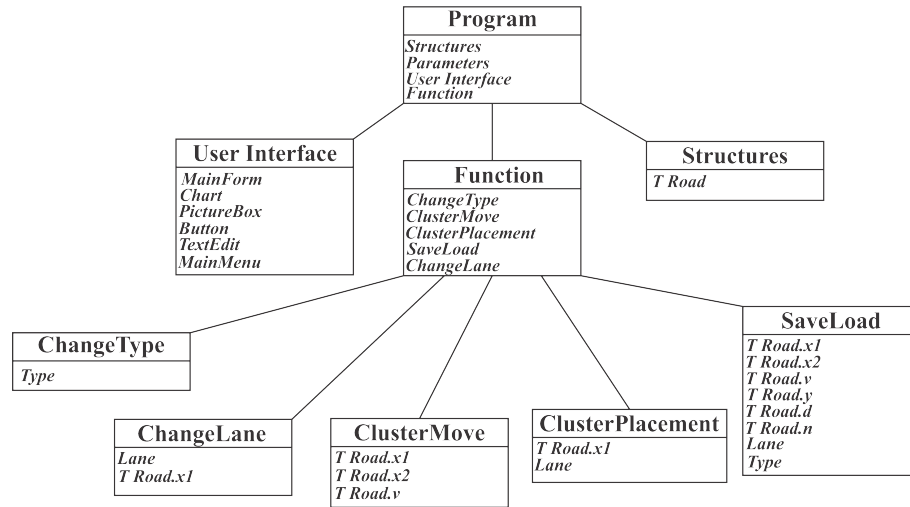 Program
Structures
Parameters
User Interface
Function
User Interface
MainForm
Chart
PictureBox
Button
TextEdit
MainMenu
Function
ChangeType
ClusterMove
ClusterPlacement
SaveLoad
ChangeLane
Structures
T Road
ChangeType
Type
ChangeLane
Lane
T Road.x1
ClusterMove
T Road.x1
T Road.x2
T Road.v
ClusterPlacement
T Road.x1
Lane
SaveLoad
T Road.x1
T Road.x2
T Road.v
T Road.y
T Road.d
T Road.n
Lane
Type